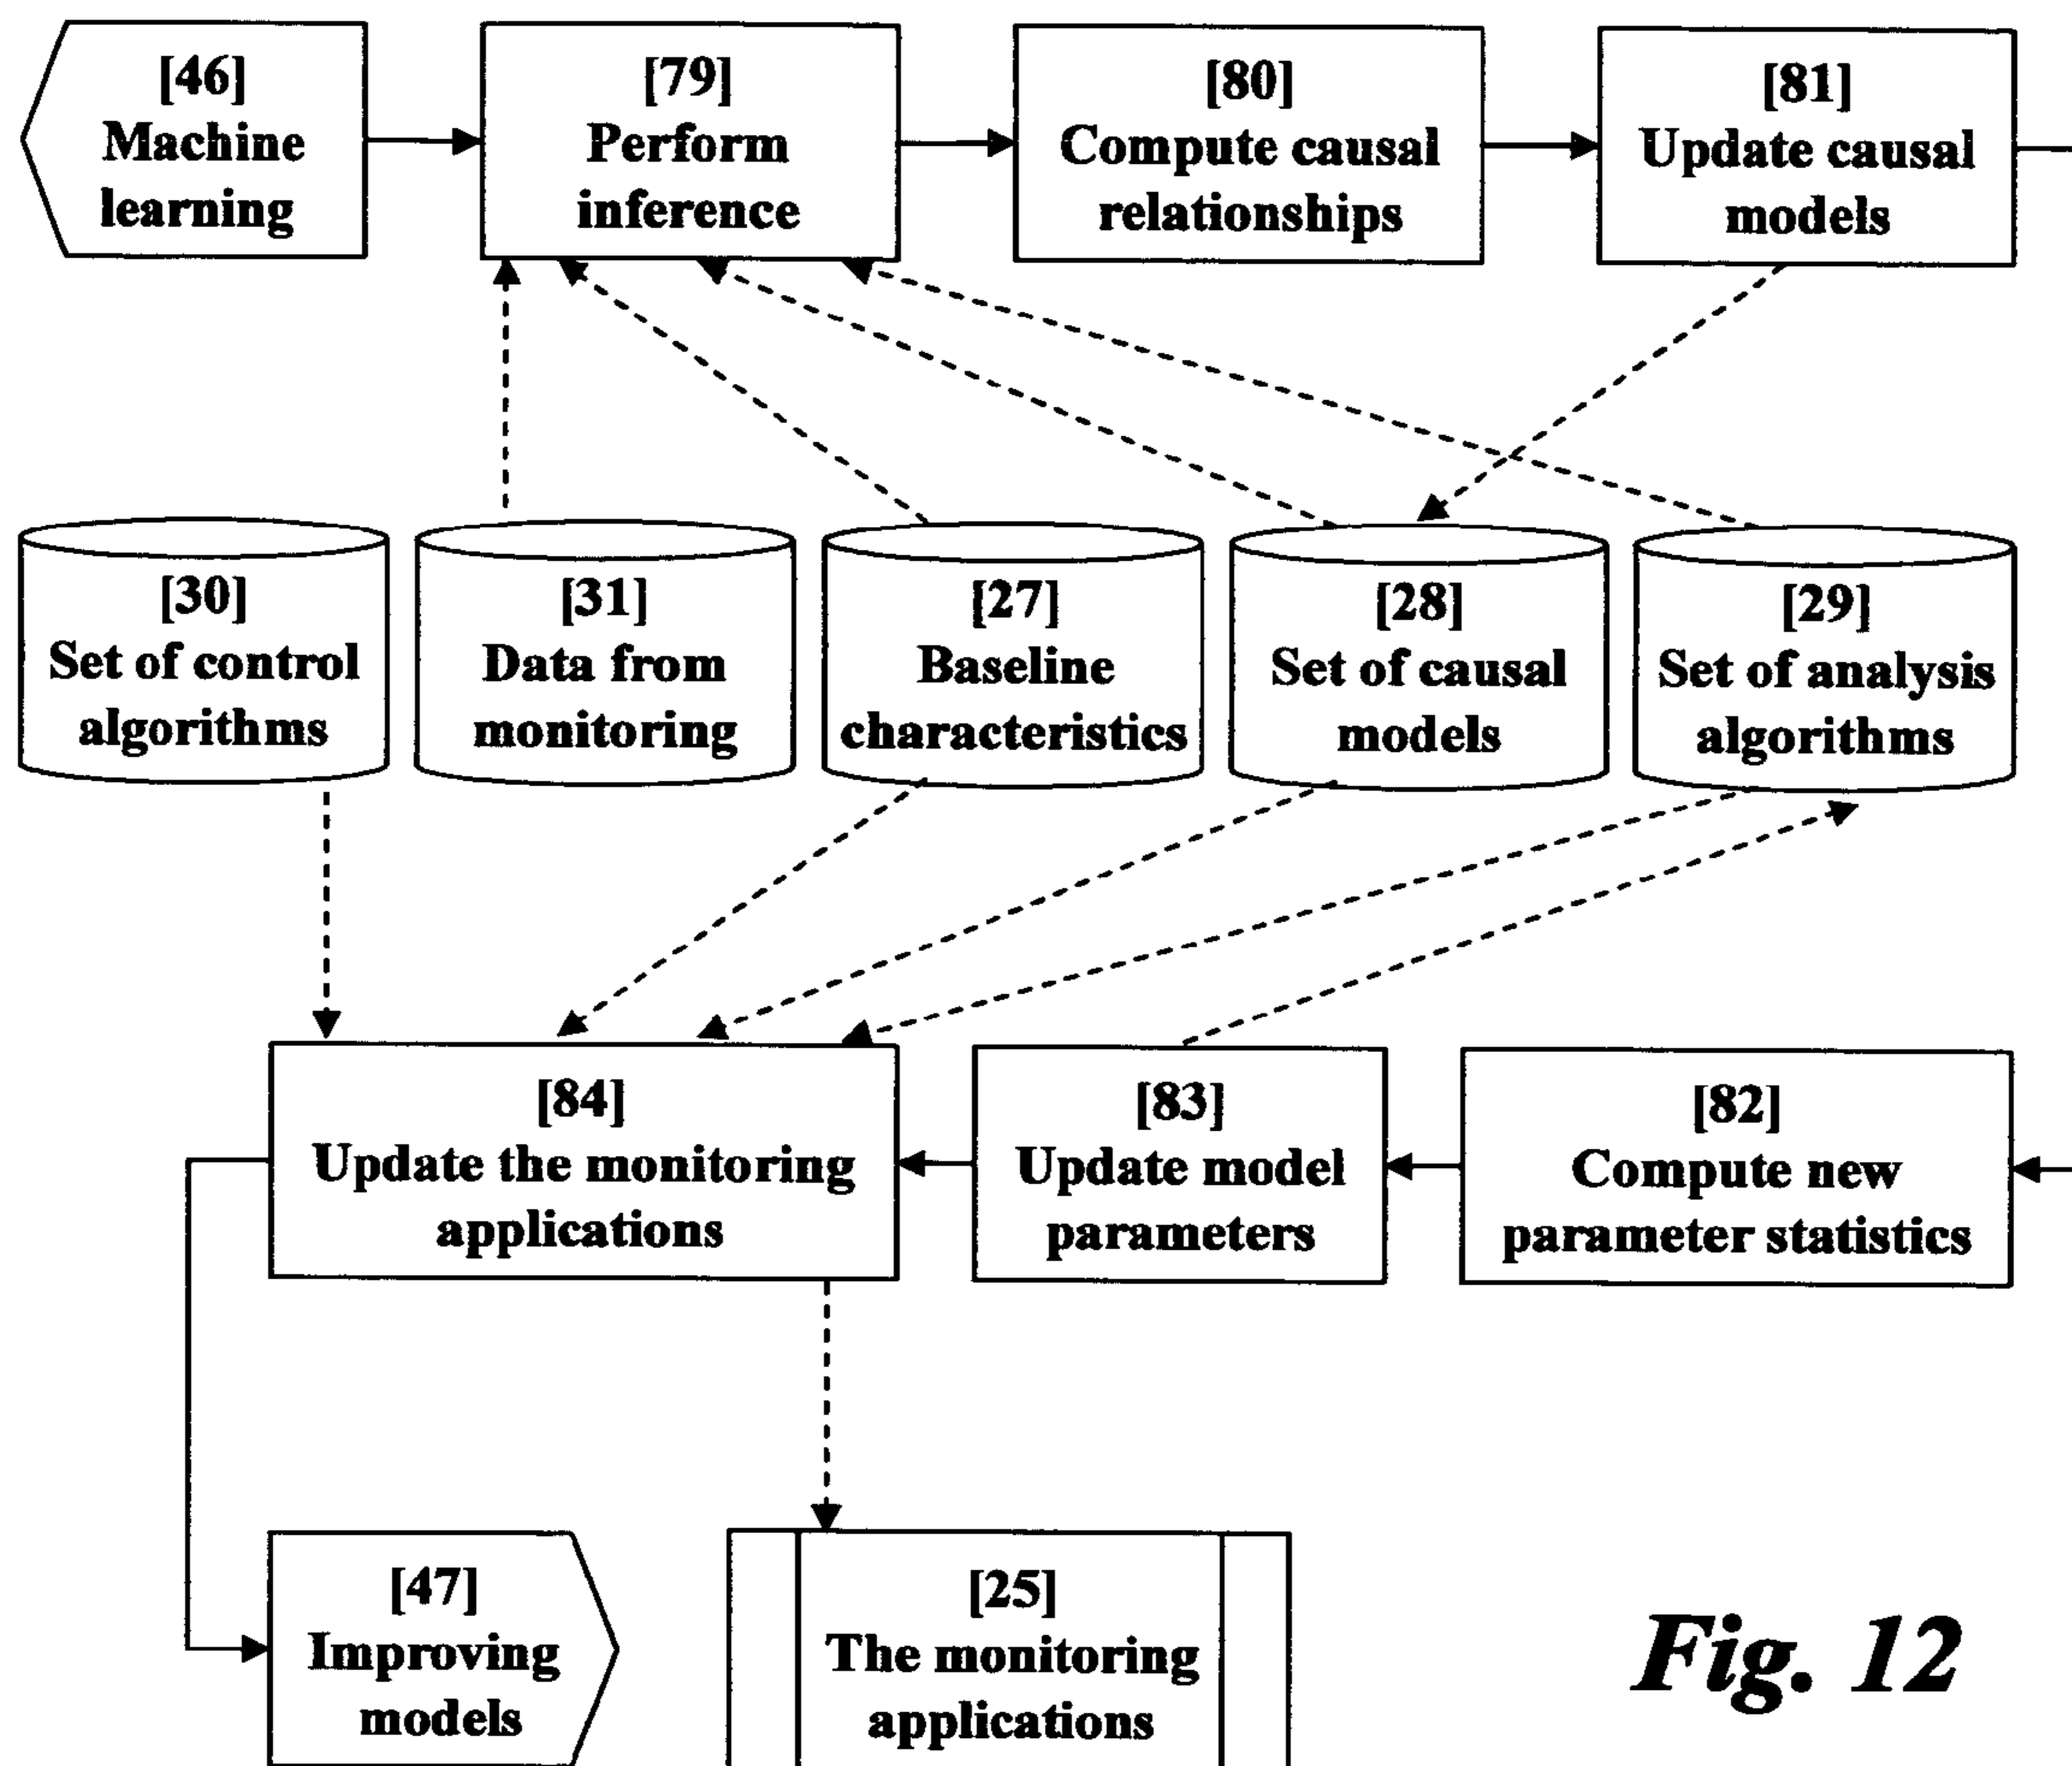 [46]
Machine
learning
[79]
Perform
inference
[80]
Compute causal
relationships
[81]
Update causal
models
[30]
Set of control
algorithms
[31]
Data from
monitoring
[27]
Baseline
characteristics
[28]
Set of causal
models
[29]
Set of analysis
algorithms
[84]
Update the monitoring
applications
[83]
Update model
parameters
[82]
Compute new
parameter statistics
[47]
Improving
models
[25]
The monitoring
applications
Fig. 12